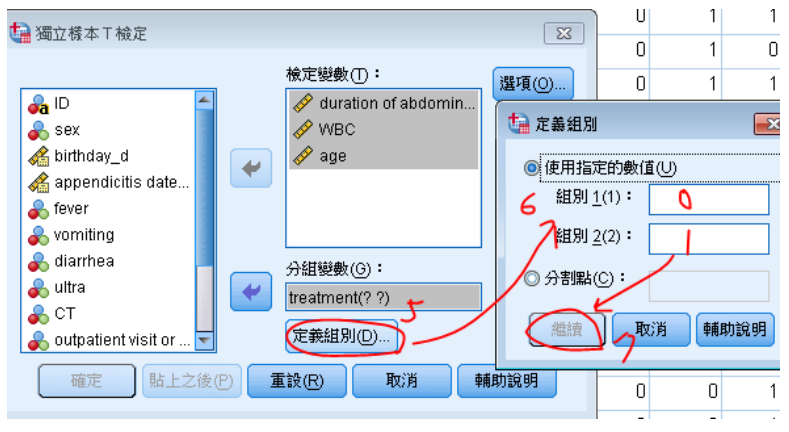 獨立樣本T檢定
檢定變數(T)：
ID
sex
birthday_d
appendicitis date...
fever
vomiting
diarrhea
ultra
CT
outpatient visit or ...
duration of abdomin...
WBC
age
選項(O)...
分組變數(G)：
treatment(? ?)
5
定義組別(D)...
確定
貼上之後(P)
重設(R)
取消
輔助說明
定義組別
使用指定的數值(U)
6
組別 1(1)：
0
組別 2(2)：
1
分割點(C)：
繼續
取消
輔助說明
7
0 1 1
0 1 0
0 1 1
0 0 1